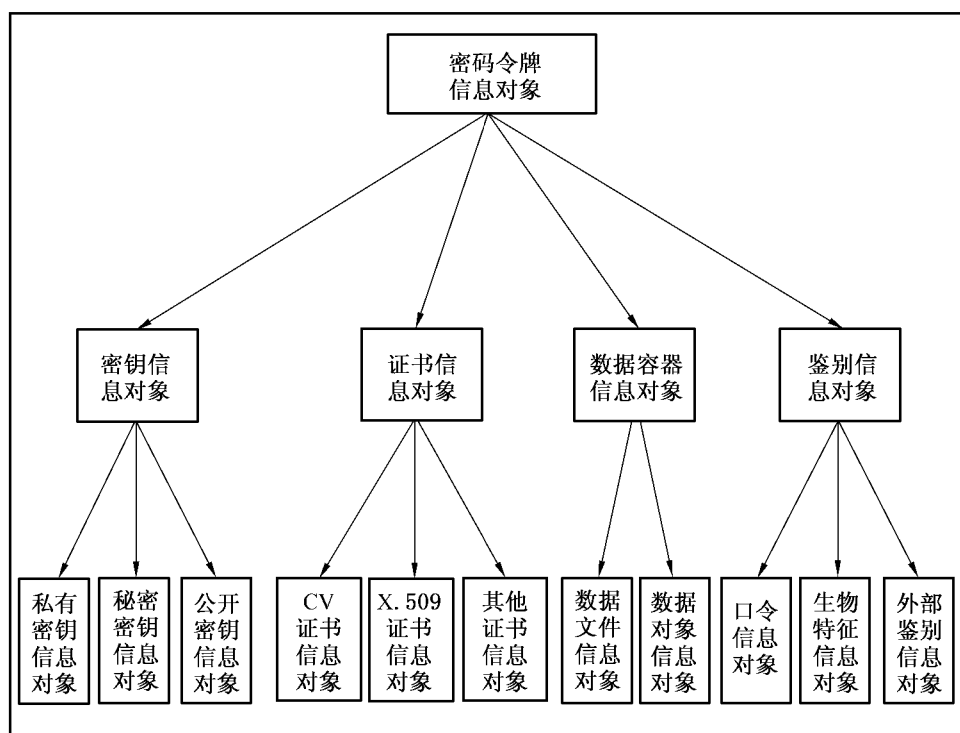 密码令牌
信息对象
密钥信
息对象
证书信
息对象
数据容器
信息对象
鉴别信
息对象
私有
密钥
信息
对象
秘密
密钥
信息
对象
公开
密钥
信息
对象
CV
证书
信息
对象
X.509
证书
信息
对象
其他
证书
信息
对象
数据
文件
信息
对象
数据
对象
信息
对象
口令
信息
对象
生物
特征
信息
对象
外部
鉴别
信息
对象